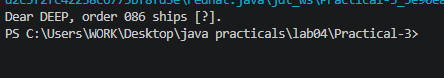 Dear DEEP, order 086 ships [?].
PS C:\Users\WORK\Desktop\java practicals\lab04\Practical-3>